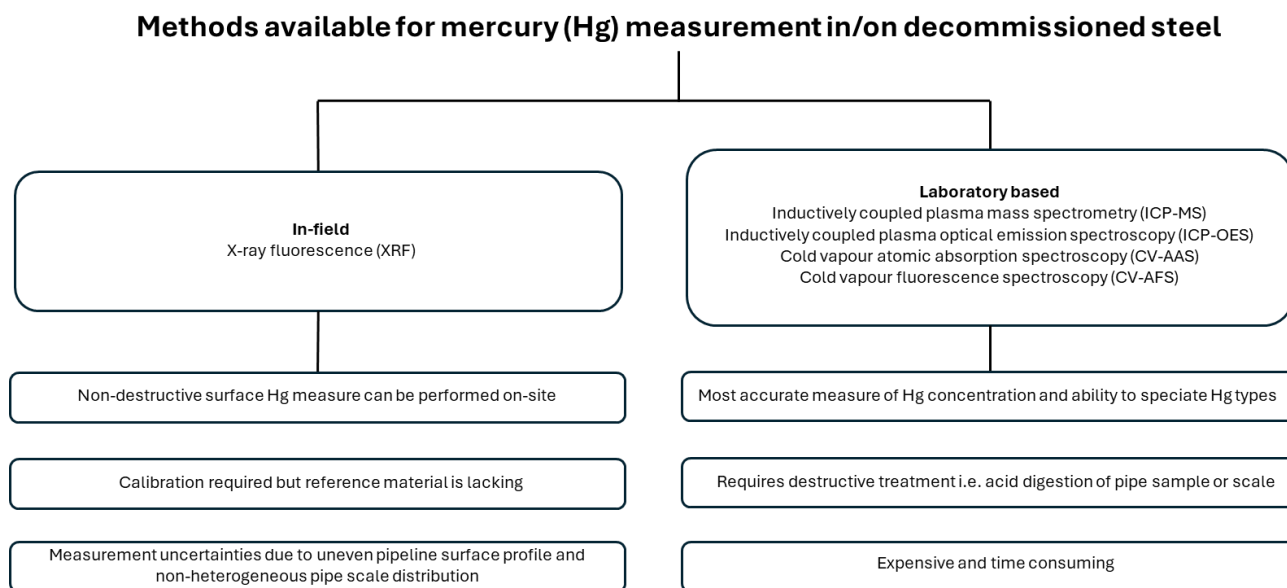 Methods available for mercury (Hg) measurement in/on decommissioned steel
In-field
X-ray fluorescence (XRF)
Non-destructive surface Hg measure can be performed on-site
Calibration required but reference material is lacking
Measurement uncertainties due to uneven pipeline surface profile and
non-heterogeneous pipe scale distribution
Laboratory based
Inductively coupled plasma mass spectrometry (ICP-MS)
Inductively coupled plasma optical emission spectroscopy (ICP-OES)
Cold vapour atomic absorption spectroscopy (CV-AAS)
Cold vapour fluorescence spectroscopy (CV-AFS)
Most accurate measure of Hg concentration and ability to speciate Hg types
Requires destructive treatment i.e. acid digestion of pipe sample or scale
Expensive and time consuming